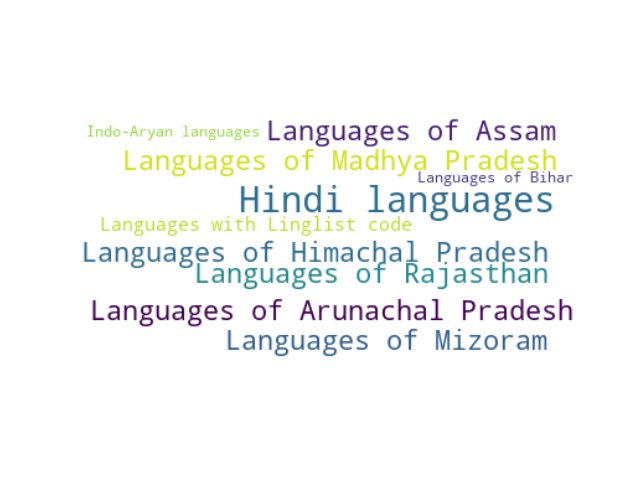 Indo-Aryan languages
Languages of Assam
Languages of Madhya Pradesh
Languages of Bihar
Hindi languages
Languages with Linglist code
Languages of Himachal Pradesh
Languages of Rajasthan
Languages of Arunachal Pradesh
Languages of Mizoram